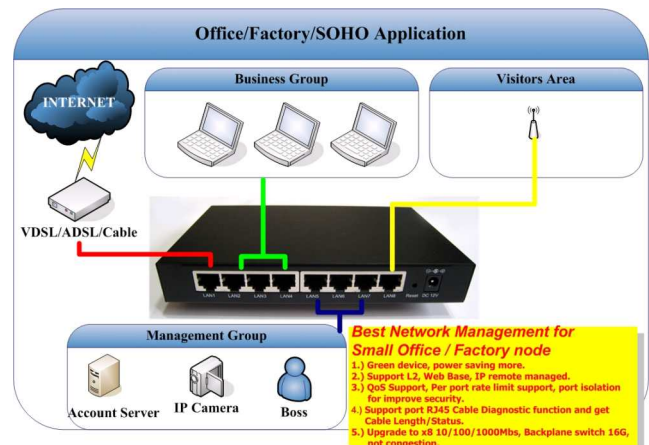 Office/Factory/SOHO Application
Business Group
Visitors Area
INTERNET
VDSL/ADSL/Cable
LAN1 LAN2 LAN3 LAN4 LAN5 LAN6 LAN7 LAN8 Reset DC 12V
Management Group
Account Server
IP Camera
Boss
Best Network Management for
Small Office / Factory node
1.) Green device, power saving more.
2.) Support L2, Web Base, IP remote managed.
3.) QoS Support, Per port rate limit support, port isolation
for improve security.
4.) Support port RJ45 Cable Diagnostic function and get
Cable Length/Status.
5.) Upgrade to x8 10/100/1000Mbs, Backplane switch 16G,
not congestion